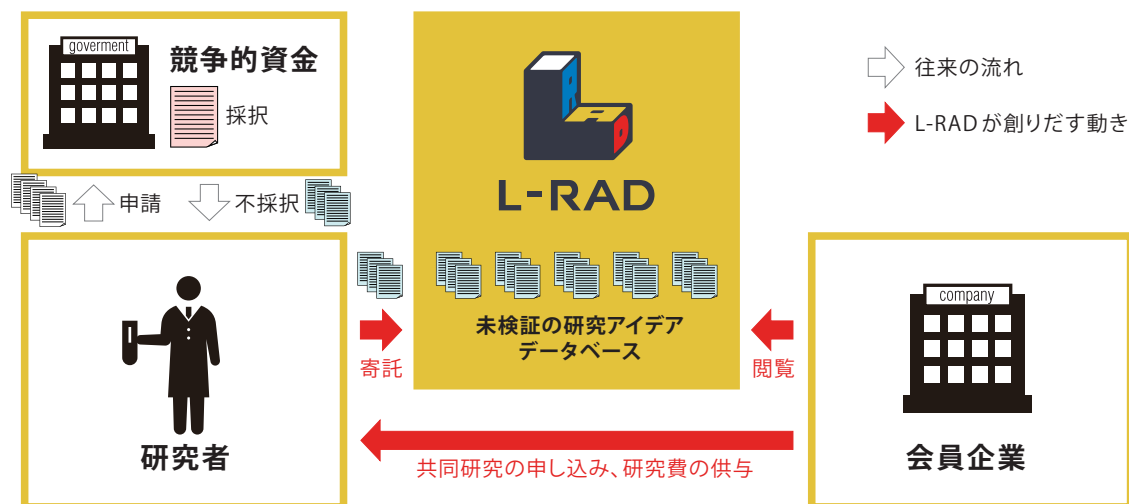 goverment
競争的資金
採択
申請
不採択
研究者
L-RAD
未検証の研究アイデア
データベース
寄託
閲覧
共同研究の申し込み、研究費の供与
往来の流れ
L-RADが創りだす動き
company
会員企業